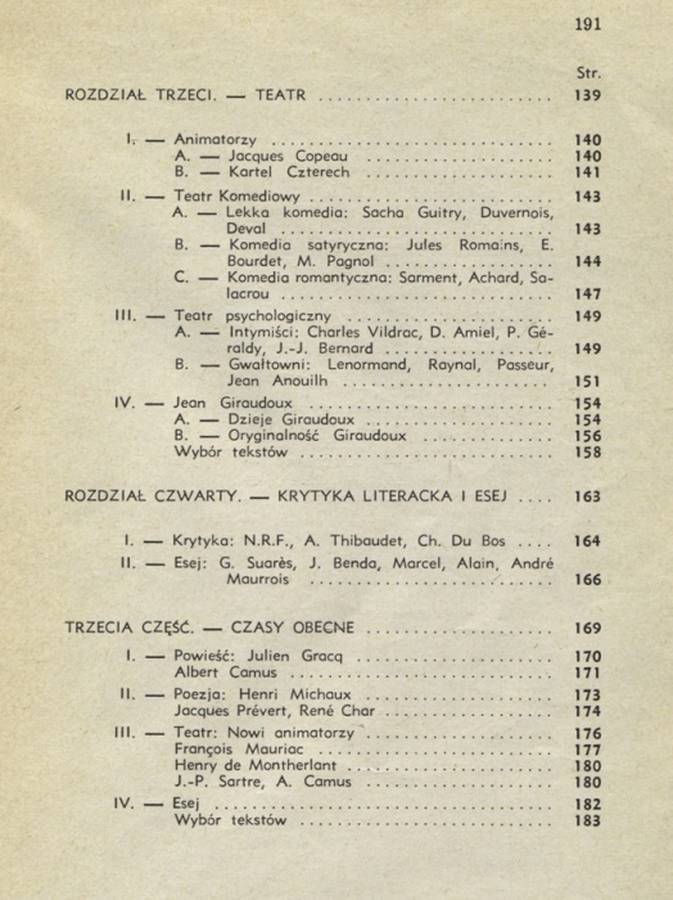 191
Str.
ROZDZIAŁ TRZECI. — TEATR .......................... 139
I. — Animatorzy .............................. 140
A. — Jacques Copeau .................... 140
B. — Kartel Czterech .................... 141
II. — Teatr Komediowy .......................... 143
A. — Lekka komedia: Sacha Guitry, Duvernois,
Deval .............................. 143
B. — Komedia satyryczna: Jules Romains, E.
Bourdet, M. Pagnol .................. 144
C. — Komedia romantyczna: Sarment, Achard, Sa-
lacrou .............................. 147
III. — Teatr psychologiczny ...................... 149
A. — Intymiści: Charles Vildrac, D. Amiel, P. Gé-
raldy, J.-J. Bernard .................. 149
B. — Gwałtowni: Lenormand, Raynal, Passeur,
Jean Anouilh ...................... 151
IV. — Jean Giraudoux .......................... 154
A. — Dzieje Giraudoux .................... 154
B. — Oryginalność Giraudoux .............. 156
Wybór tekstów ............................ 158
ROZDZIAŁ CZWARTY. — KRYTYKA LITERACKA I ESEJ .... 163
I. — Krytyka: N.R.F., A. Thibaudet, Ch. Du Bos .... 164
II. — Esej: G. Suarès, J. Benda, Marcel, Alain, André
Maurrois .......................... 166
TRZECIA CZĘŚĆ. — CZASY OBECNE .................... 169
I. — Powieść: Julien Gracq .................... 170
Albert Camus ............................ 171
II. — Poezja: Henri Michaux .................... 173
Jacques Prévert, René Char .................. 174
III. — Teatr: Nowi animatorzy .................... 176
François Mauriac .......................... 177
Henry de Montherlant ...................... 180
J.-P. Sartre, A. Camus .................... 180
IV. — Esej .................................... 182
Wybór tekstów ............................ 183